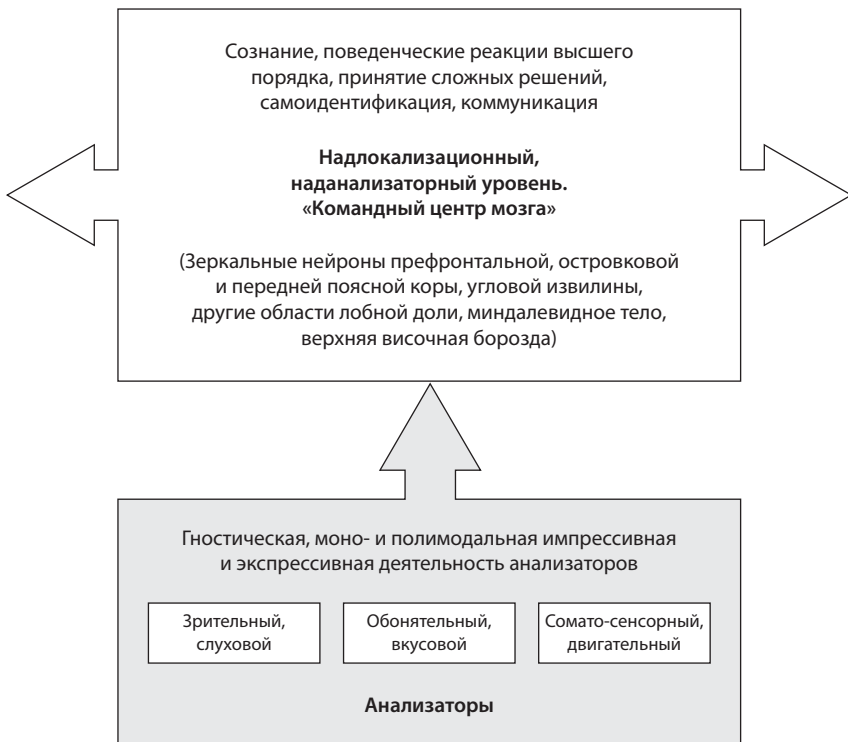 Сознание, поведенческие реакции высшего
порядка, принятие сложных решений,
самоидентификация, коммуникация
Надлокализационный,
наданализаторный уровень.
«Командный центр мозга»
(Зеркальные нейроны префронтальной, островковой
и передней поясной коры, угловой извилины,
другие области лобной доли, миндалевидное тело,
верхняя височная борозда)
Гностическая, моно- и полимодальная импрессивная
и экспрессивная деятельность анализаторов
Зрительный,
слуховой
Обонятельный,
вкусовой
Сомато-сенсорный,
двигательный
Анализаторы